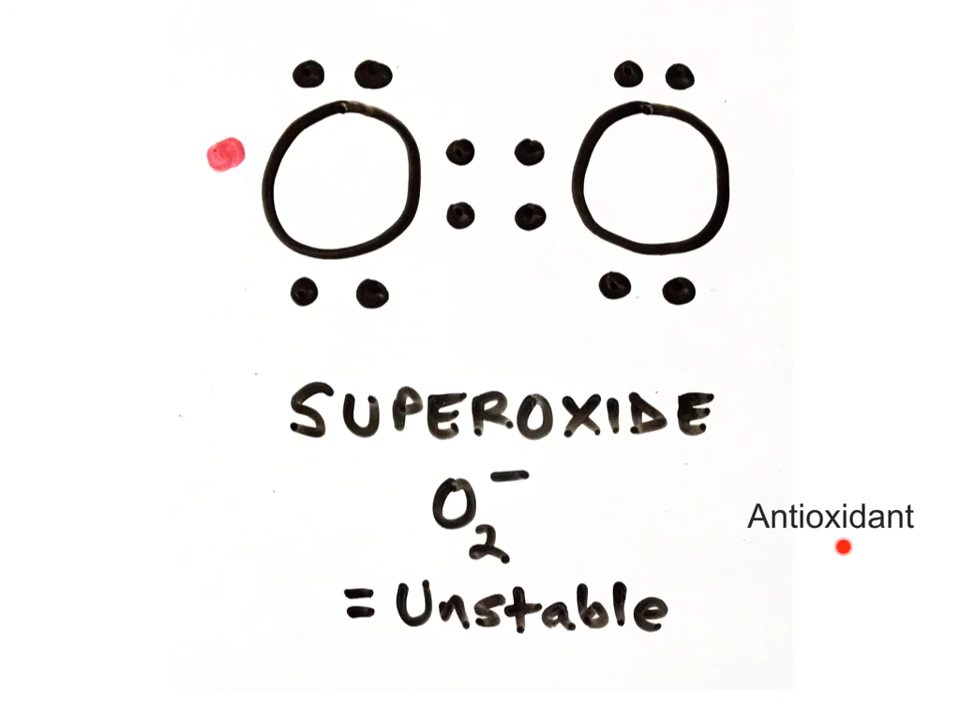 SUPEROXIDE
O₂⁻
= Unstable
Antioxidant